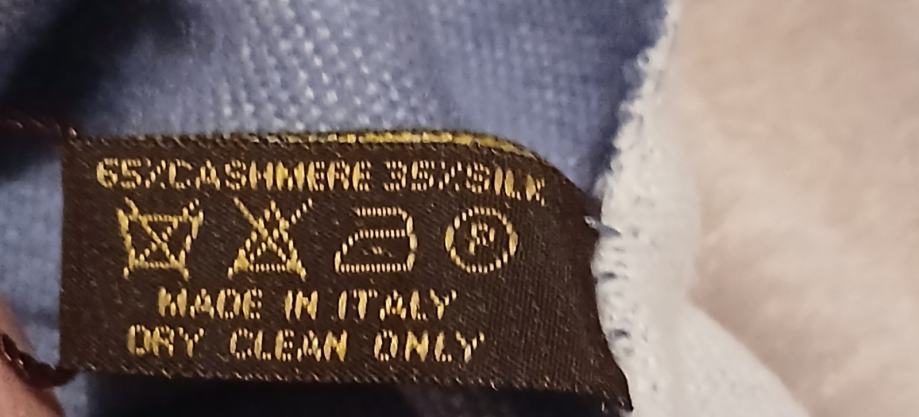 65%CASHMERE 35%SILK
P
MADE IN ITALY
DRY CLEAN ONLY